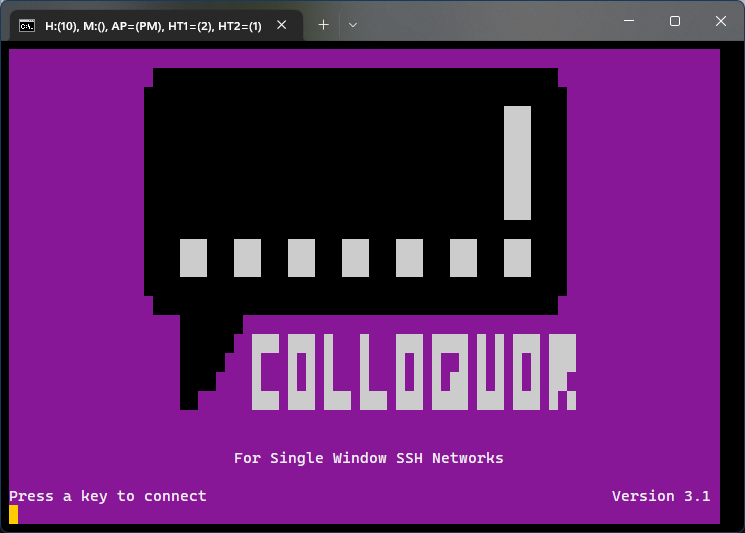 H:(10), M:(), AP=(PM), HT1=(2), HT2=(1)
COLLOQUOR
For Single Window SSH Networks
Press a key to connect
Version 3.1